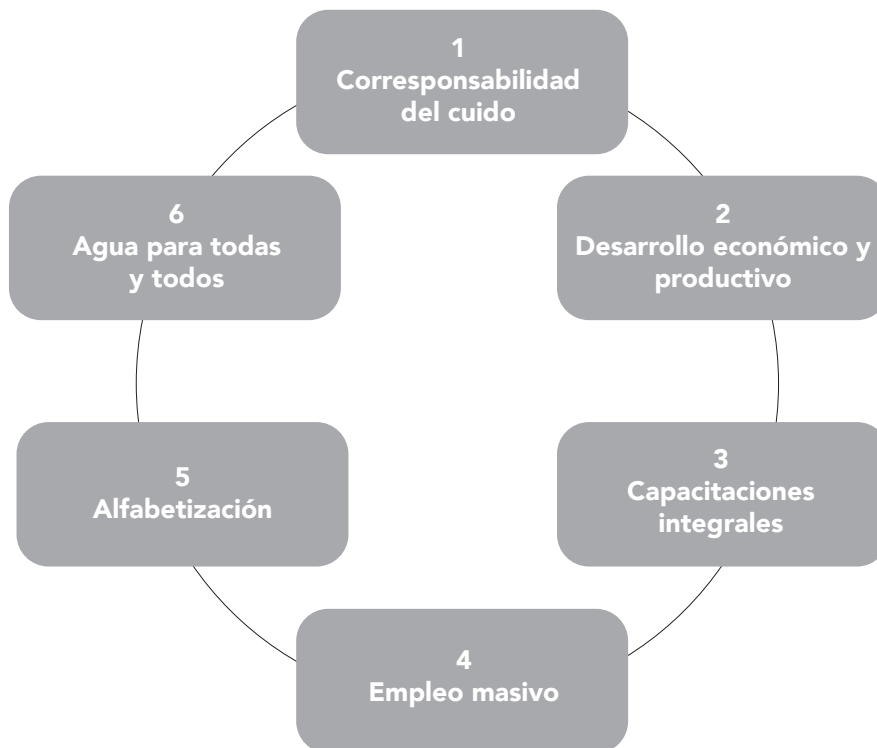 1
Corresponsabilidad
del cuido
2
Desarrollo económico y
productivo
3
Capacitaciones
integrales
4
Empleo masivo
5
Alfabetización
6
Agua para todas
y todos